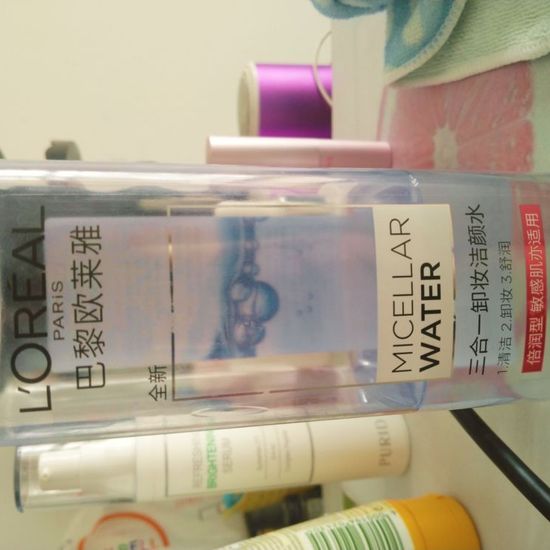 L'ORÉAL
PARiS
巴黎欧莱雅
全新
MICELLAR
WATER
三合一卸妆洁颜水
1.清洁 2.卸妆 3.舒润
倍润型 敏感肌亦适用
REFRESHING
BRIGHTENING
SERUM
PURID